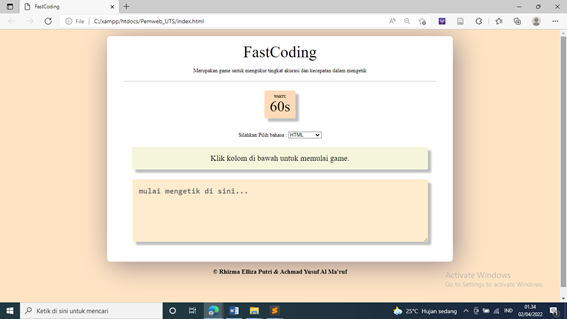 FastCoding
File
C:/xampp/htdocs/Pemweb_UTS/index.html
FastCoding
Merupakan game untuk mengukur tingkat akurasi dan kecepatan dalam mengetik
WAKTU
60s
Silahkan Pilih bahasa : HTML
Klik kolom di bawah untuk memulai game.
mulai mengetik di sini...
© Rhizma Elliza Putri & Achmad Yusuf Al Ma'ruf
Activate Windows
Go to Settings to activate Windows.
Ketik di sini untuk mencari
25°C Hujan sedang
IND
01.34
02/04/2022